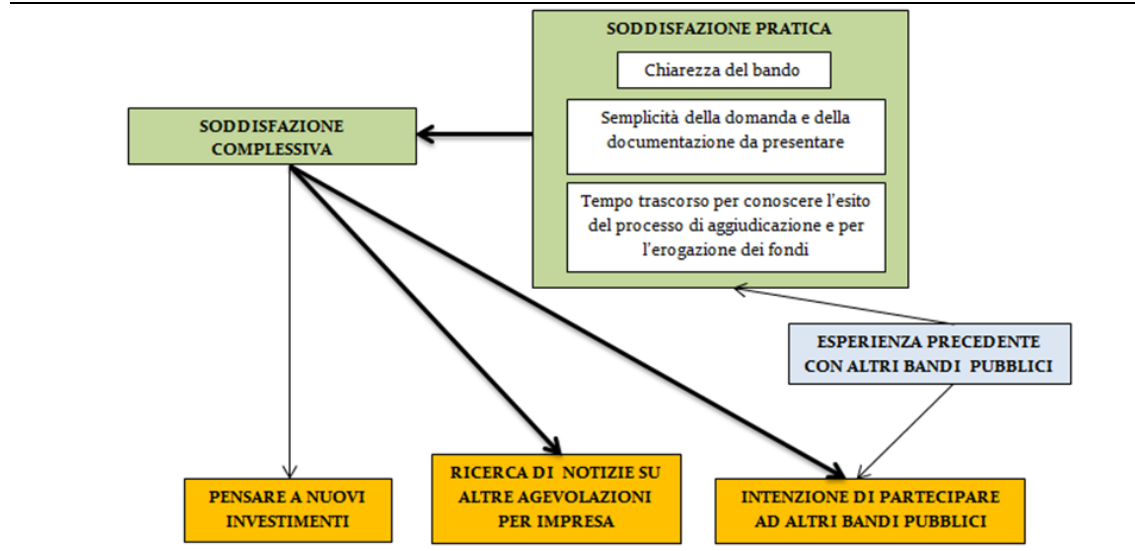 SODDISFAZIONE PRATICA
Chiarezza del bando
Semplicità della domanda e della
documentazione da presentare
Tempo trascorso per conoscere l'esito
del processo di aggiudicazione e per
l'erogazione dei fondi
SODDISFAZIONE
COMPLESSIVA
ESPERIENZA PRECEDENTE
CON ALTRI BANDI PUBBLICI
PENSARE A NUOVI
INVESTIMENTI
RICERCA DI NOTIZIE SU
ALTRE AGEVOLAZIONI
PER IMPRESA
INTENZIONE DI PARTECIPARE
AD ALTRI BANDI PUBBLICI